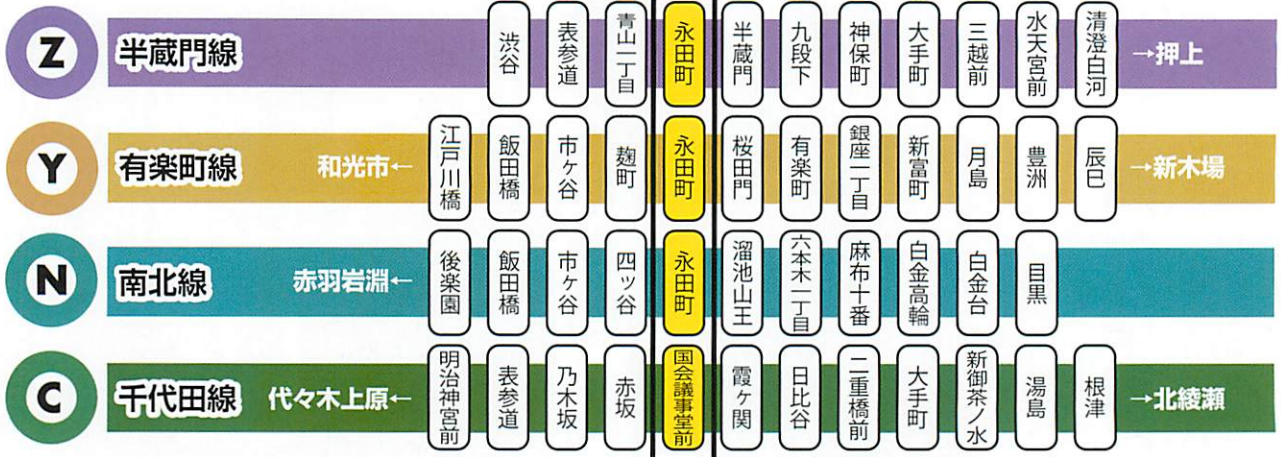 Z 半蔵門線 渋谷 表参道 青山一丁目 永田町 半蔵門 九段下 神保町 大手町 三越前 水天宮前 清澄白河 →押上
Y 有楽町線 和光市← 江戸川橋 飯田橋 市ヶ谷 麹町 永田町 桜田門 有楽町 銀座一丁目 新富町 月島 豊洲 辰巳 →新木場
N 南北線 赤羽岩淵← 後楽園 飯田橋 市ヶ谷 四ッ谷 永田町 溜池山王 六本木一丁目 麻布十番 白金高輪 白金台 目黒
C 千代田線 代々木上原← 明治神宮前 表参道 乃木坂 赤坂 国会議事堂前 霞ヶ関 日比谷 二重橋前 大手町 新御茶ノ水 湯島 根津 →北綾瀬